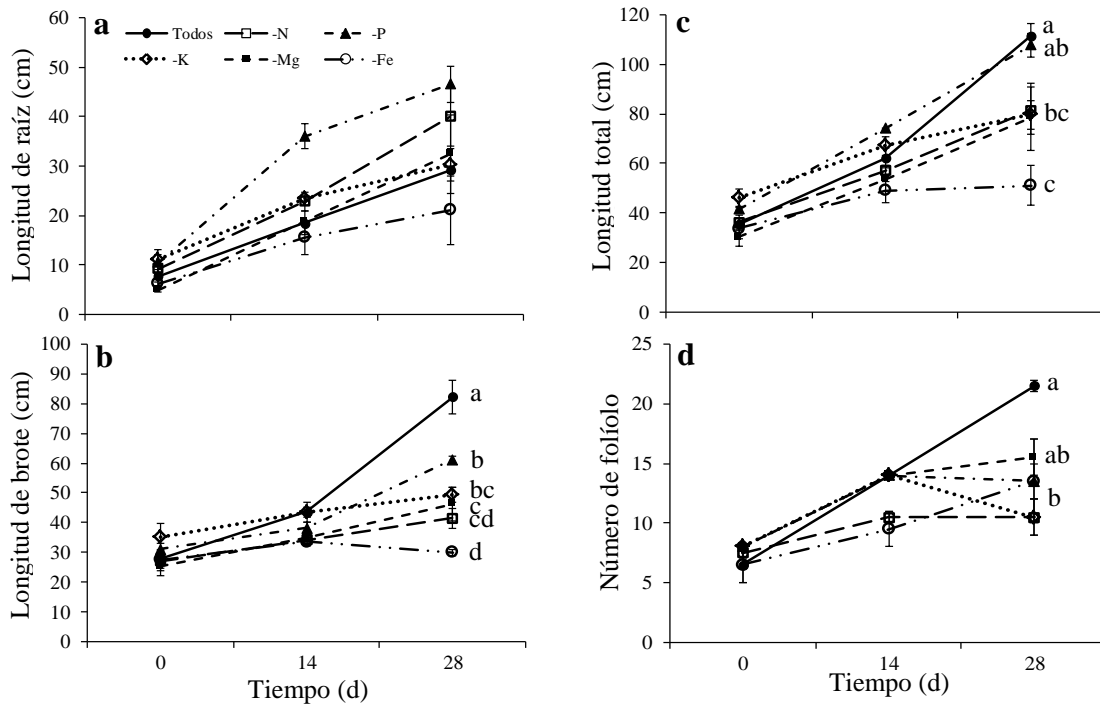 a
Todos -N -P
-K -Mg -Fe
Longitud de raíz (cm)
60
50
40
30
20
10
0
c
Longitud total (cm)
120
100
80
60
40
20
0
a
ab
bc
c
b
Longitud de brote (cm)
100
90
80
70
60
50
40
30
20
10
0
a
b
bc
c
cd
d
0 14 28
Tiempo (d)
d
Número de folíolo
25
20
15
10
5
0
a
ab
b
0 14 28
Tiempo (d)